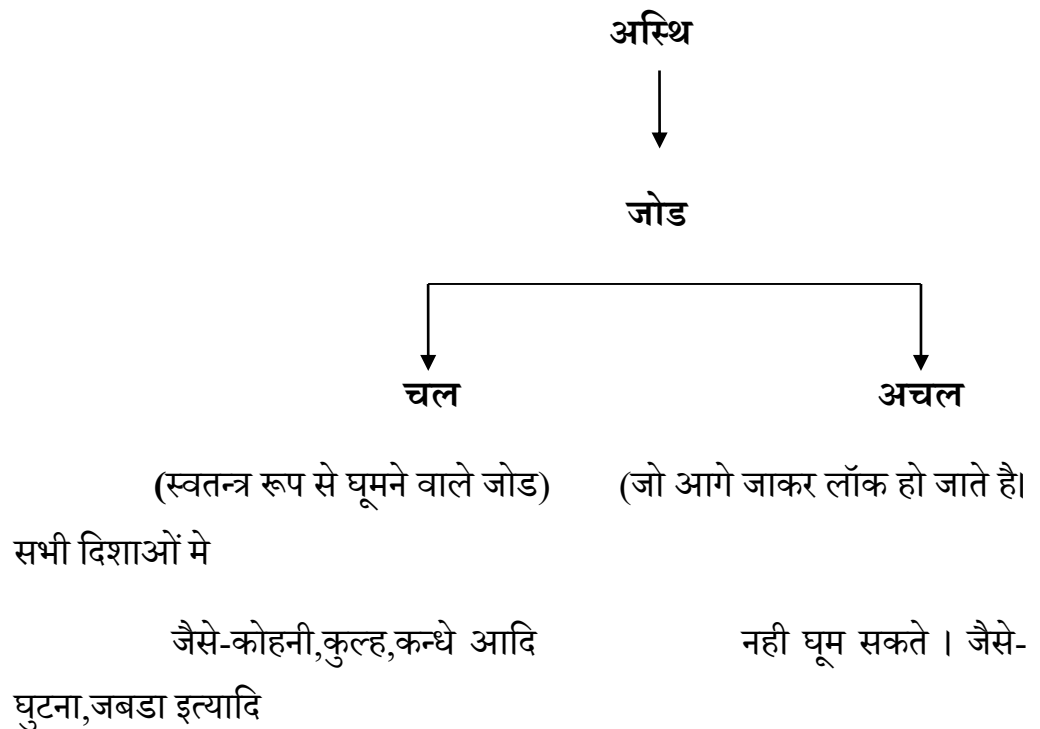 अस्थि
जोड
चल अचल
(स्वतन्त्र रूप से घूमने वाले जोड) (जो आगे जाकर लॉक हो जाते है।
सभी दिशाओं मे
जैसे-कोहनी,कुल्ह,कन्धे आदि नही घूम सकते । जैसे-
घुटना,जबडा इत्यादि